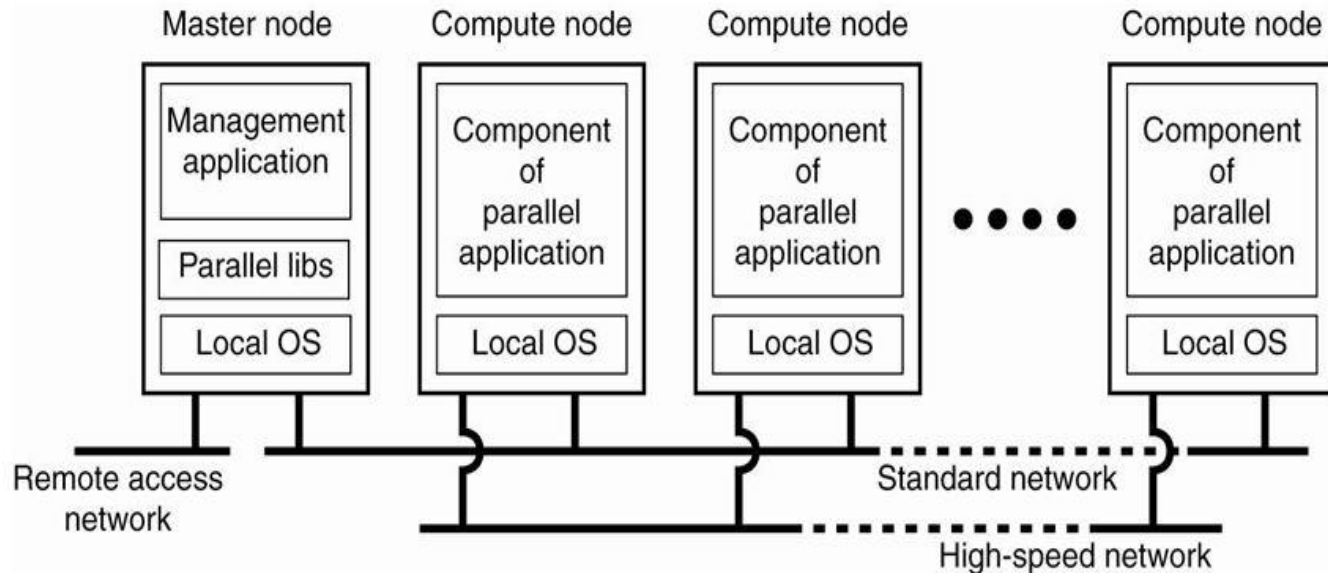 Master node
Compute node
Compute node
Compute node
Management
application
Parallel libs
Local OS
Component
of
parallel
application
Local OS
Component
of
parallel
application
Local OS
Component
of
parallel
application
Local OS
Remote access
network
Standard network
High-speed network